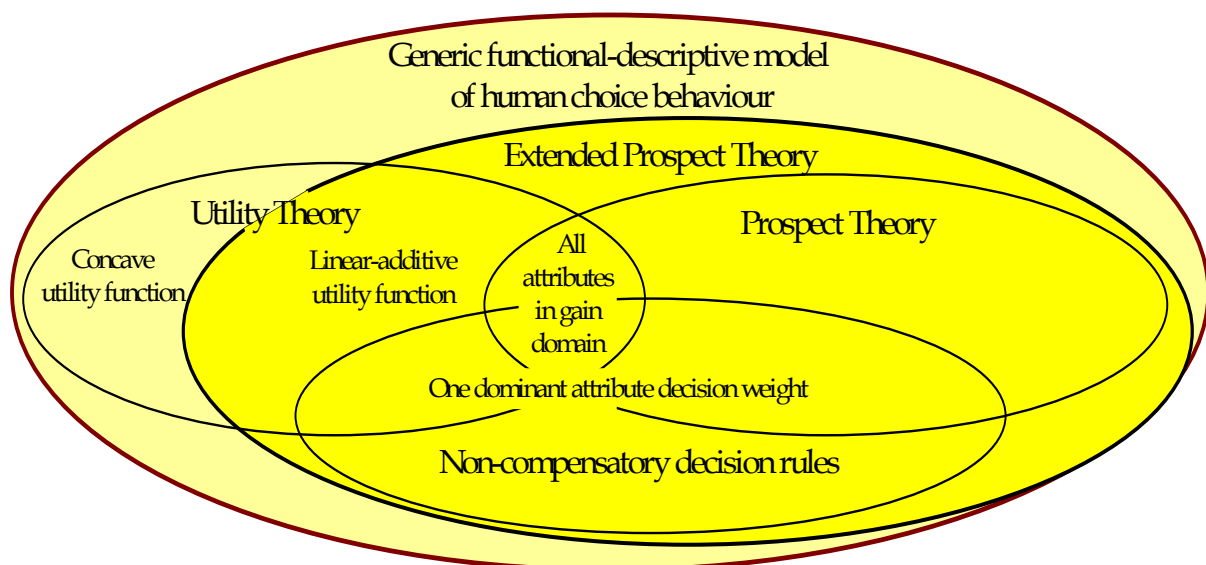 Generic functional-descriptive model
of human choice behaviour
Extended Prospect Theory
Utility Theory
Prospect Theory
Concave
utility function
Linear-additive
utility function
All
attributes
in gain
domain
One dominant attribute decision weight
Non-compensatory decision rules